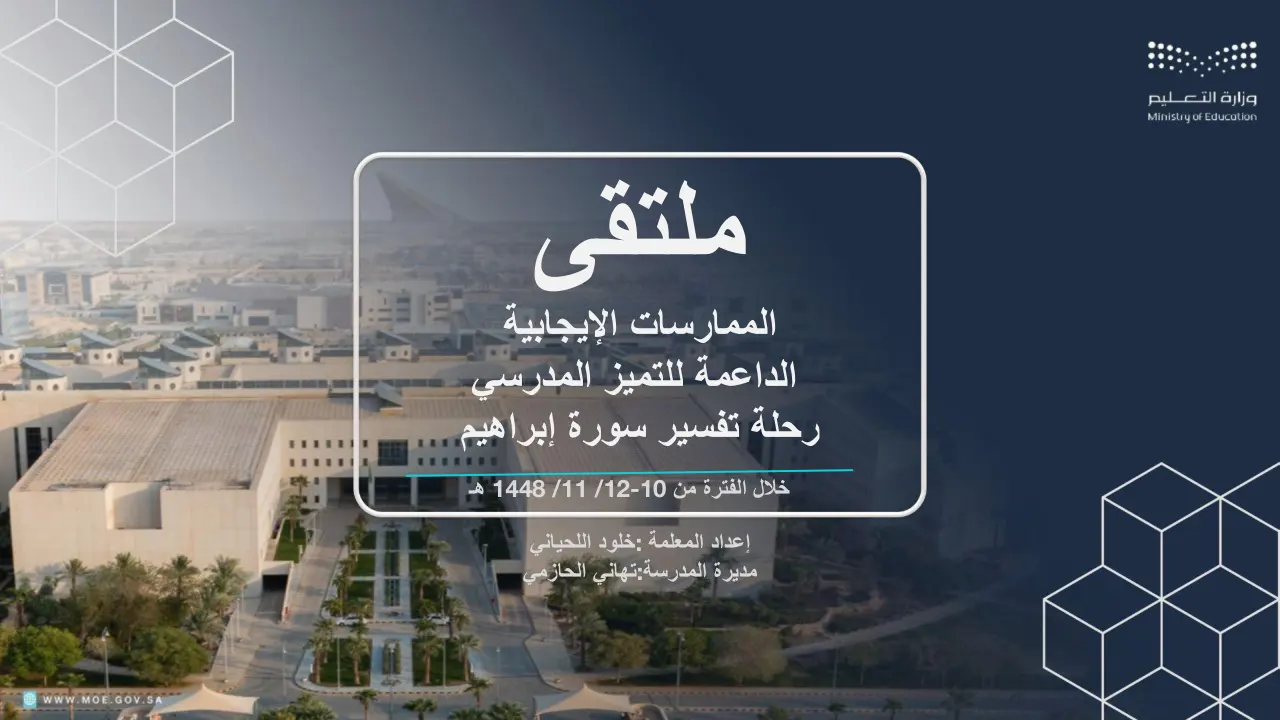 وزارة التعليم
Ministry of Education
ملتقى
الممارسات الإيجابية
الداعمة للتميز المدرسي
رحلة تفسير سورة إبراهيم
خلال الفترة من 10-12/ 11/ 1448 هـ
إعداد المعلمة :خلود اللحياني
مديرة المدرسة:تهاني الحازمي
WWW.MOE.GOV.SA